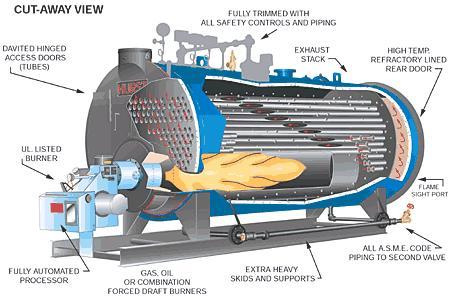 CUT-AWAY VIEW
FULLY TRIMMED WITH
ALL SAFETY CONTROLS AND PIPING
DAVITED HINGED
ACCESS DOORS
(TUBES)
EXHAUST
STACK
HIGH TEMP.
REFRACTORY LINED
REAR DOOR
HURST
UL LISTED
BURNER
FLAME
SIGHT PORT
FULLY AUTOMATED
PROCESSOR
GAS. OIL
OR COMBINATION
FORCED DRAFT BURNERS
EXTRA HEAVY
SKIDS AND SUPPORTS
ALL A.S.M.E. CODE
PIPING TO SECOND VALVE